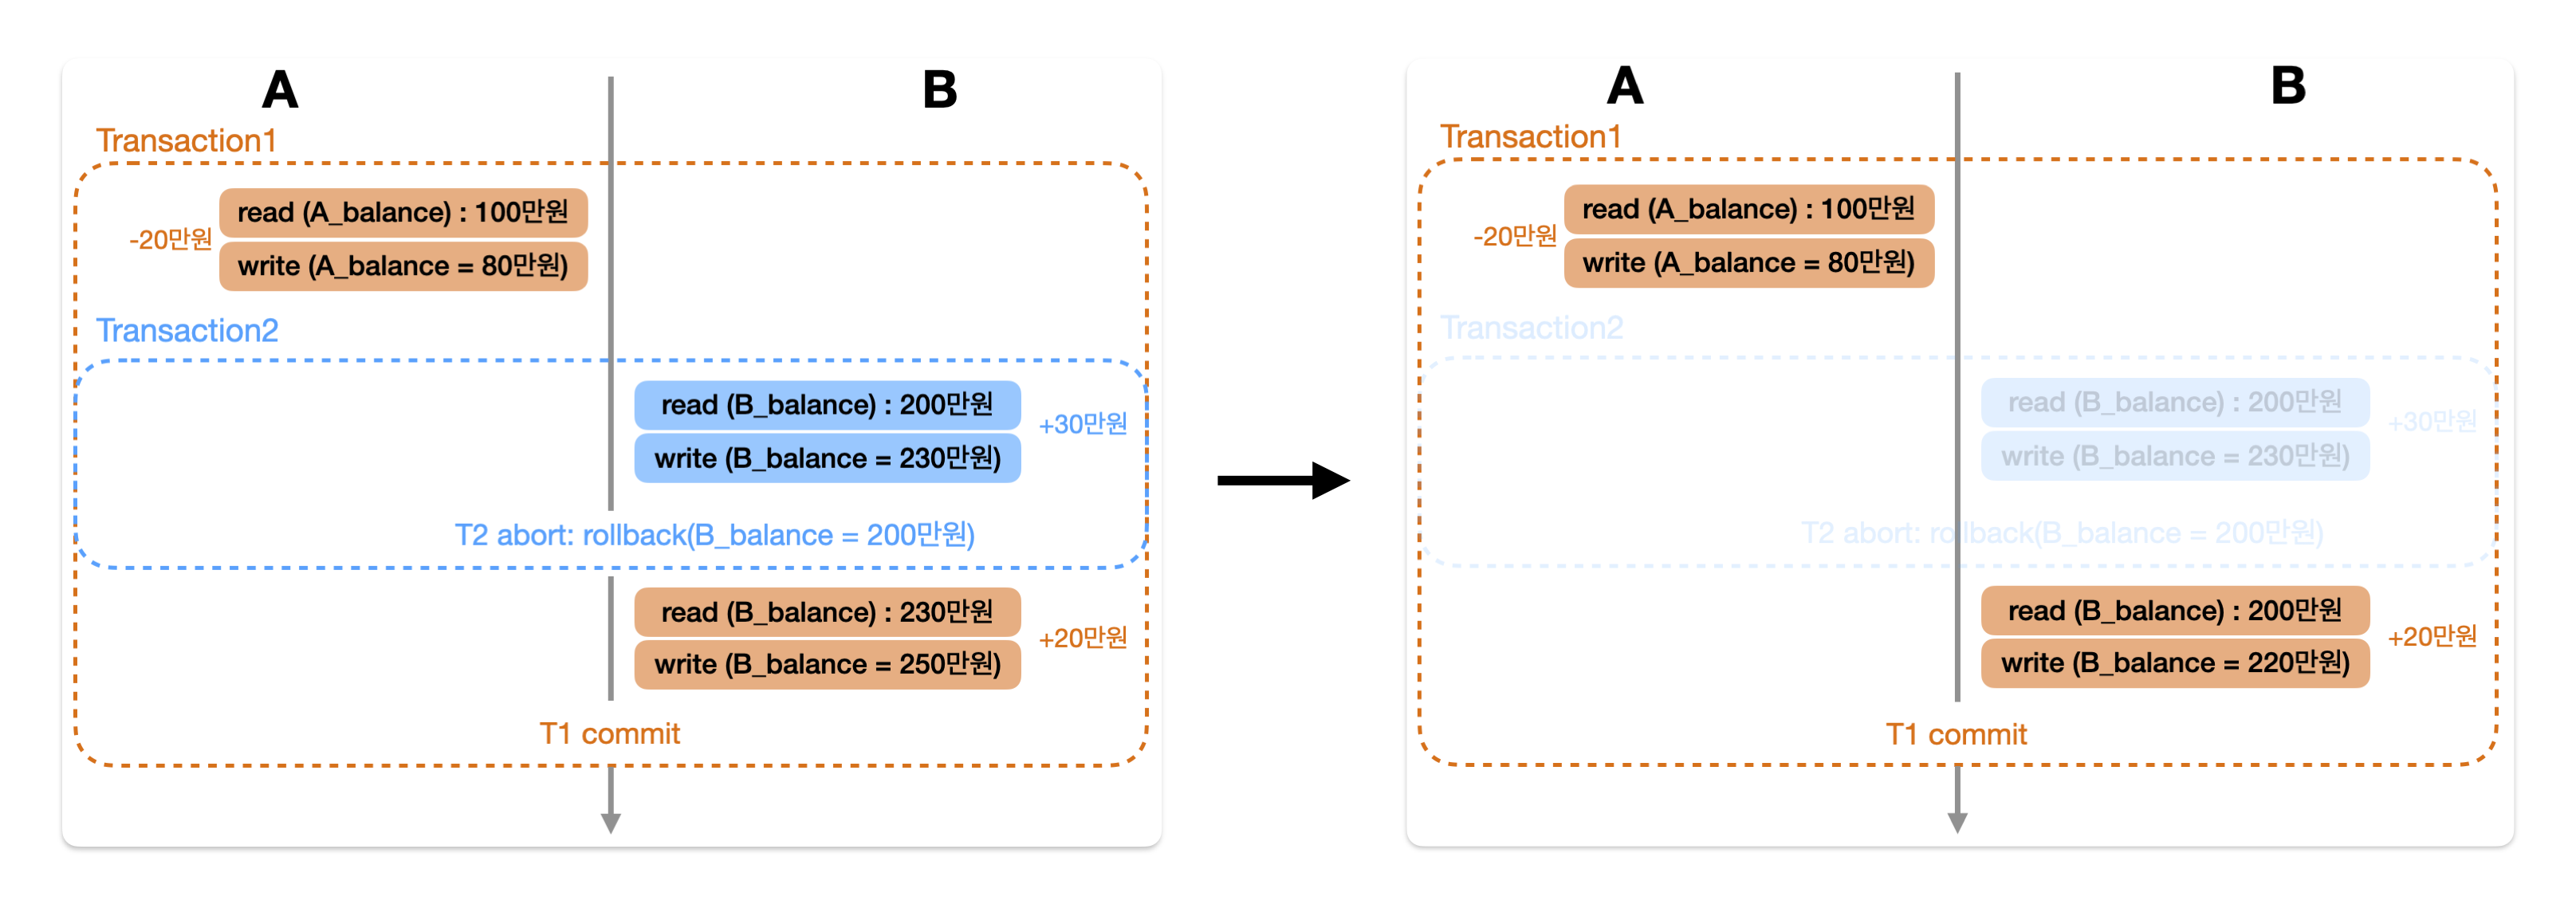 A
B
Transaction1
read (A_balance) : 100만원
-20만원
write (A_balance = 80만원)
Transaction2
read (B_balance) : 200만원
+30만원
write (B_balance = 230만원)
T2 abort: rollback(B_balance = 200만원)
read (B_balance) : 230만원
+20만원
write (B_balance = 250만원)
T1 commit
A
B
Transaction1
read (A_balance) : 100만원
-20만원
write (A_balance = 80만원)
Transaction2
read (B_balance) : 200만원
+30만원
write (B_balance = 230만원)
T2 abort: rollback(B_balance = 200만원)
read (B_balance) : 200만원
+20만원
write (B_balance = 220만원)
T1 commit